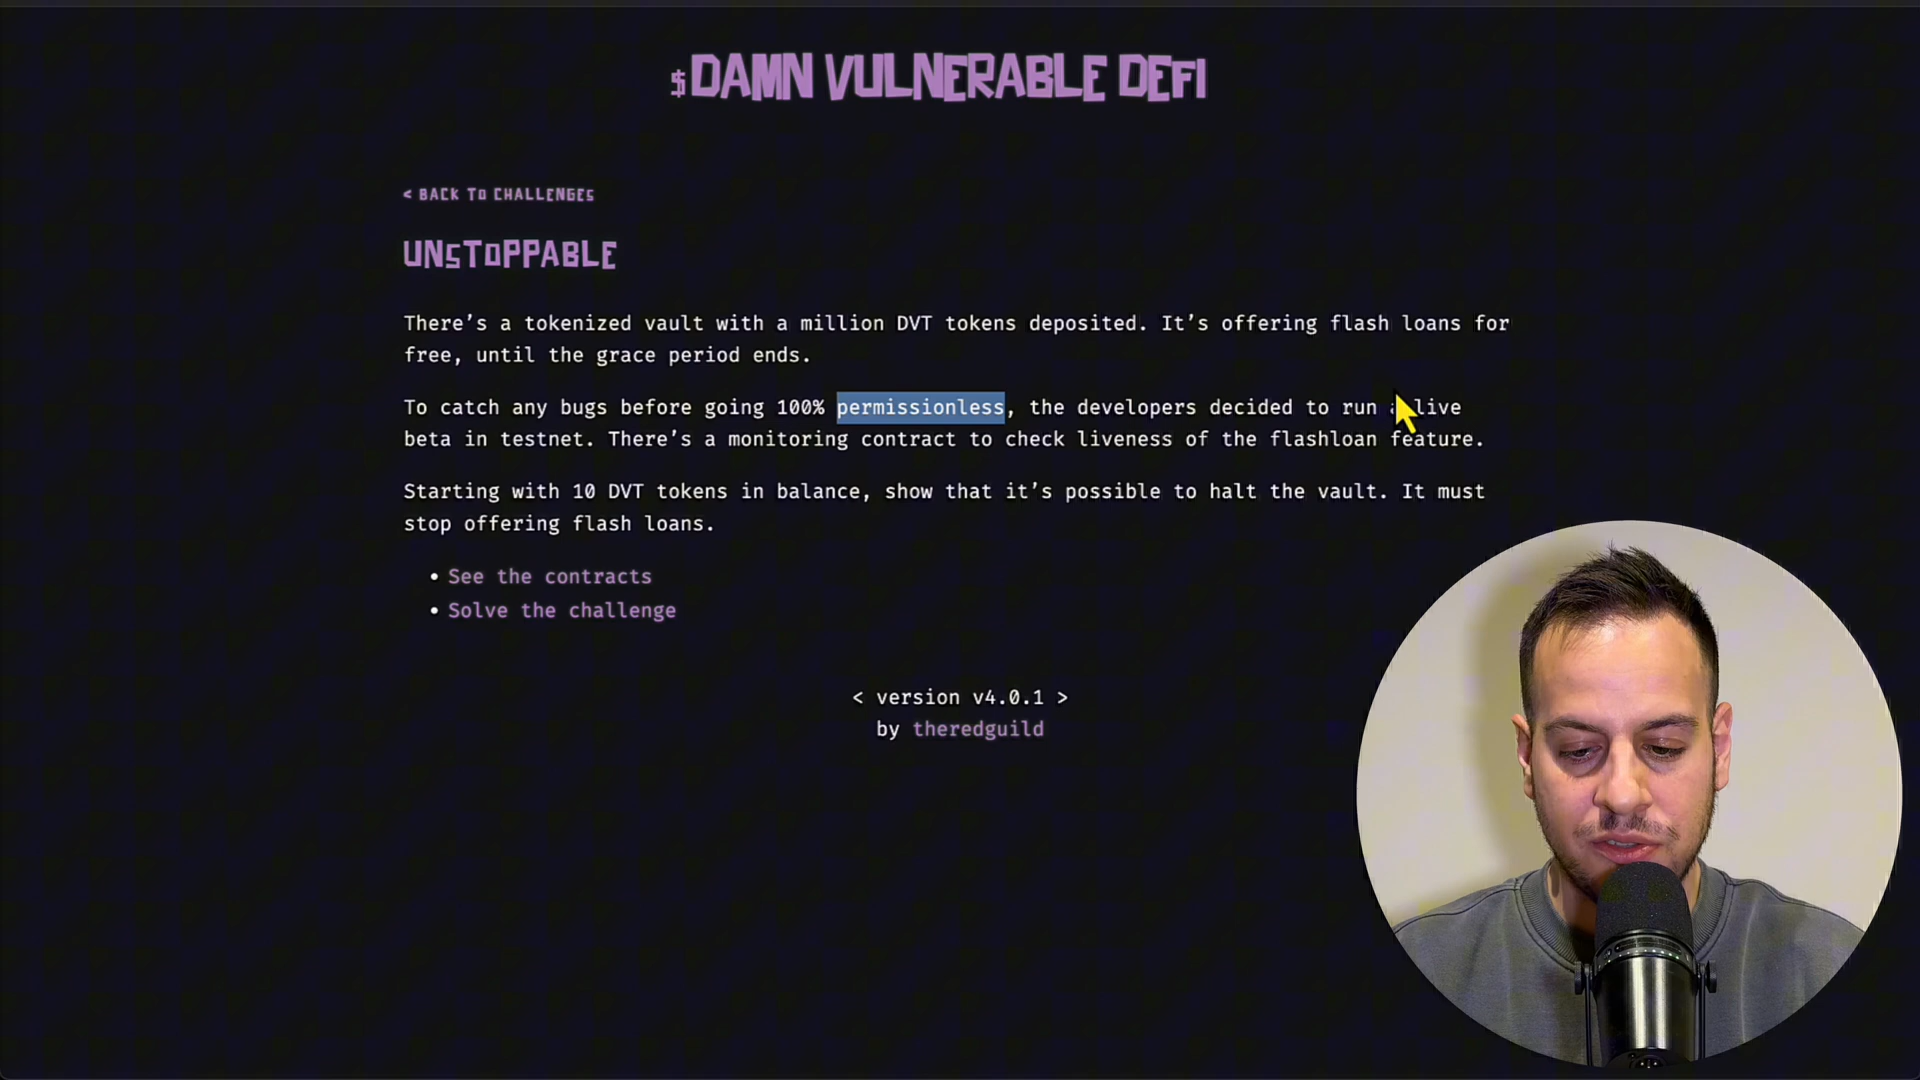 $DAMN VULNERABLE DEFI
< BACK TO CHALLENGES
UNSTOPPABLE
There's a tokenized vault with a million DVT tokens deposited. It's offering flash loans for
free, until the grace period ends.
To catch any bugs before going 100% permissionless, the developers decided to run a live
beta in testnet. There's a monitoring contract to check liveness of the flashloan feature.
Starting with 10 DVT tokens in balance, show that it's possible to halt the vault. It must
stop offering flash loans.
• See the contracts
• Solve the challenge
< version v4.0.1 >
by theredguild